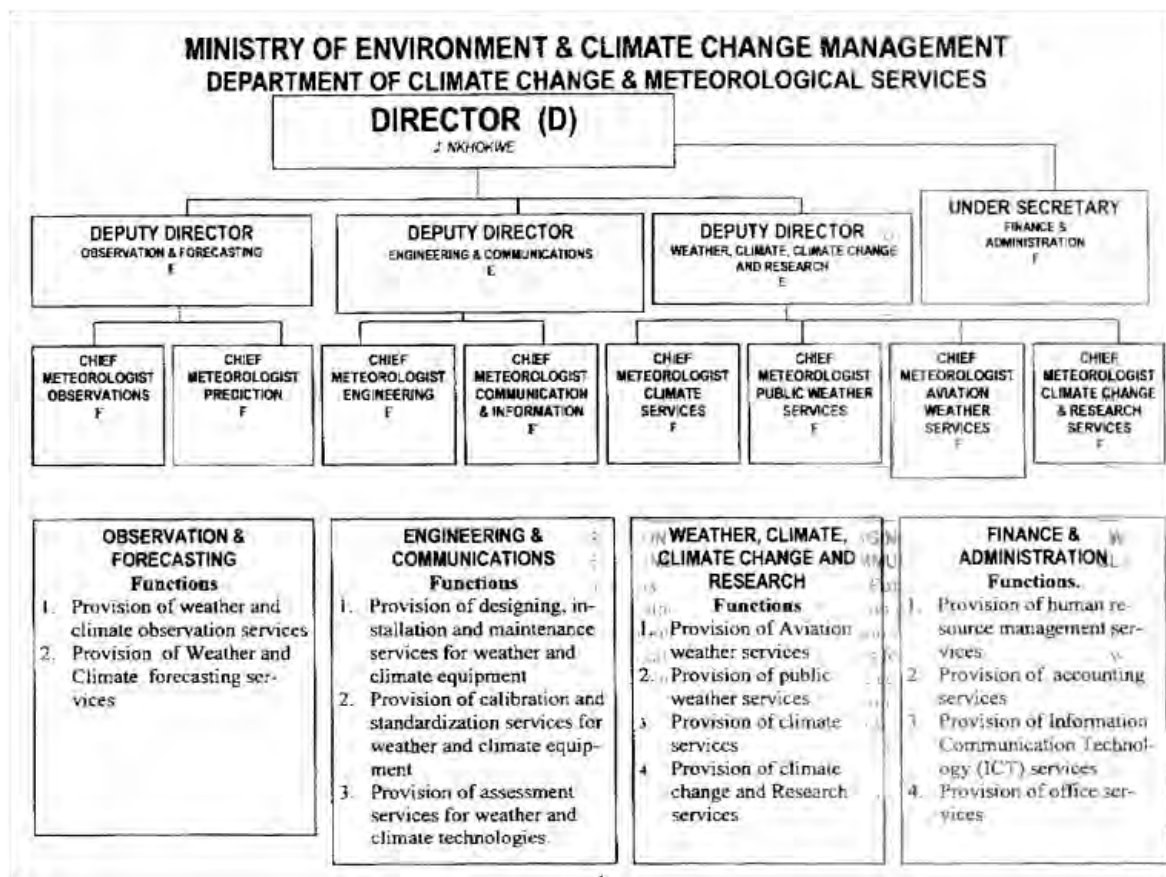 MINISTRY OF ENVIRONMENT & CLIMATE CHANGE MANAGEMENT
DEPARTMENT OF CLIMATE CHANGE & METEOROLOGICAL SERVICES
DIRECTOR (D)
J. NKHOKWE
DEPUTY DIRECTOR
OBSERVATION & FORECASTING
E
DEPUTY DIRECTOR
ENGINEERING & COMMUNICATIONS
E
DEPUTY DIRECTOR
WEATHER, CLIMATE, CLIMATE CHANGE
AND RESEARCH
E
UNDER SECRETARY
FINANCE &
ADMINISTRATION
F
CHIEF
METEOROLOGIST
OBSERVATIONS
F
CHIEF
METEOROLOGIST
PREDICTION
F
CHIEF
METEOROLOGIST
ENGINEERING
F
CHIEF
METEOROLOGIST
COMMUNICATION
& INFORMATION
F
CHIEF
METEOROLOGIST
CLIMATE
SERVICES
F
CHIEF
METEOROLOGIST
PUBLIC WEATHER
SERVICES
F
CHIEF
METEOROLOGIST
AVIATION
WEATHER
SERVICES
F
CHIEF
METEOROLOGIST
CLIMATE CHANGE
& RESEARCH
SERVICES
F
OBSERVATION &
FORECASTING
Functions
1. Provision of weather and
climate observation services
2. Provision of Weather and
Climate forecasting ser-
vices
ENGINEERING &
COMMUNICATIONS
Functions
1. Provision of designing, in-
stallation and maintenance
services for weather and
climate equipment
2. Provision of calibration and
standardization services for
weather and climate equip-
ment
3. Provision of assessment
services for weather and
climate technologies.
WEATHER, CLIMATE,
CLIMATE CHANGE AND
RESEARCH
Functions
1. Provision of Aviation
weather services
2. Provision of public
weather services
3 Provision of climate
services
4 Provision of climate
change and Research
services
FINANCE &
ADMINISTRATION
Functions.
1. Provision of human re-
source management ser-
vices
2. Provision of accounting
services
3. Provision of Information
Communication Technol-
ogy (ICT) services
4. Provision of office ser-
vices